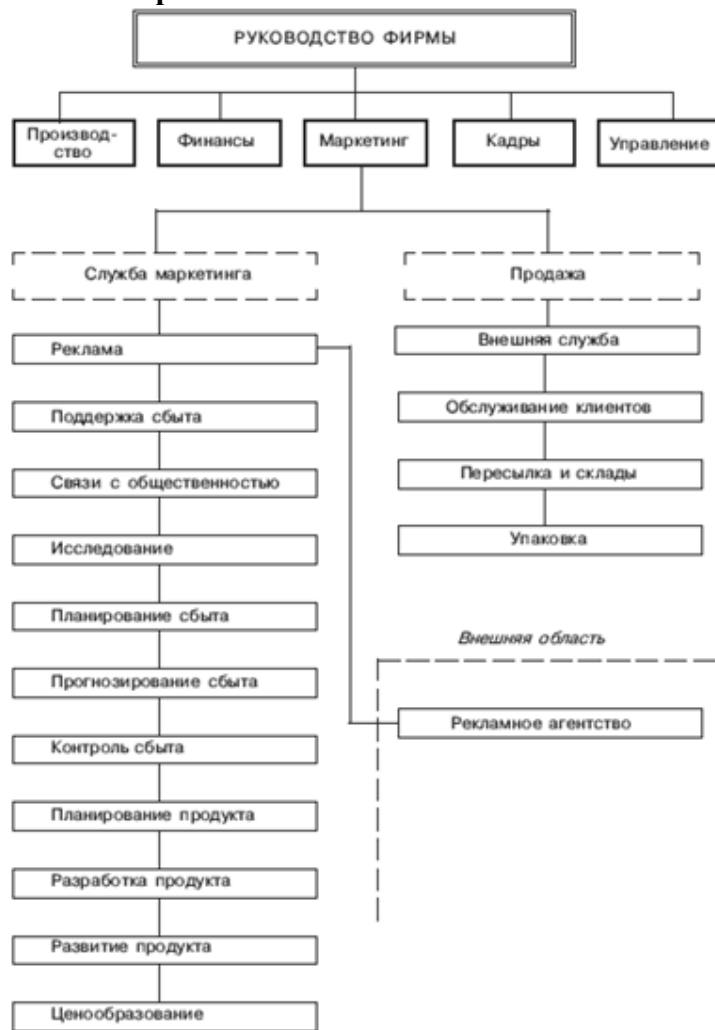 РУКОВОДСТВО ФИРМЫ
Производ-
ство
Финансы
Маркетинг
Кадры
Управление
Служба маркетинга
Продажа
Реклама
Внешняя служба
Поддержка сбыта
Обслуживание клиентов
Связи с общественностью
Пересылка и склады
Исследование
Упаковка
Планирование сбыта
Внешняя область
Прогнозирование сбыта
Рекламное агентство
Контроль сбыта
Планирование продукта
Разработка продукта
Развитие продукта
Ценообразование